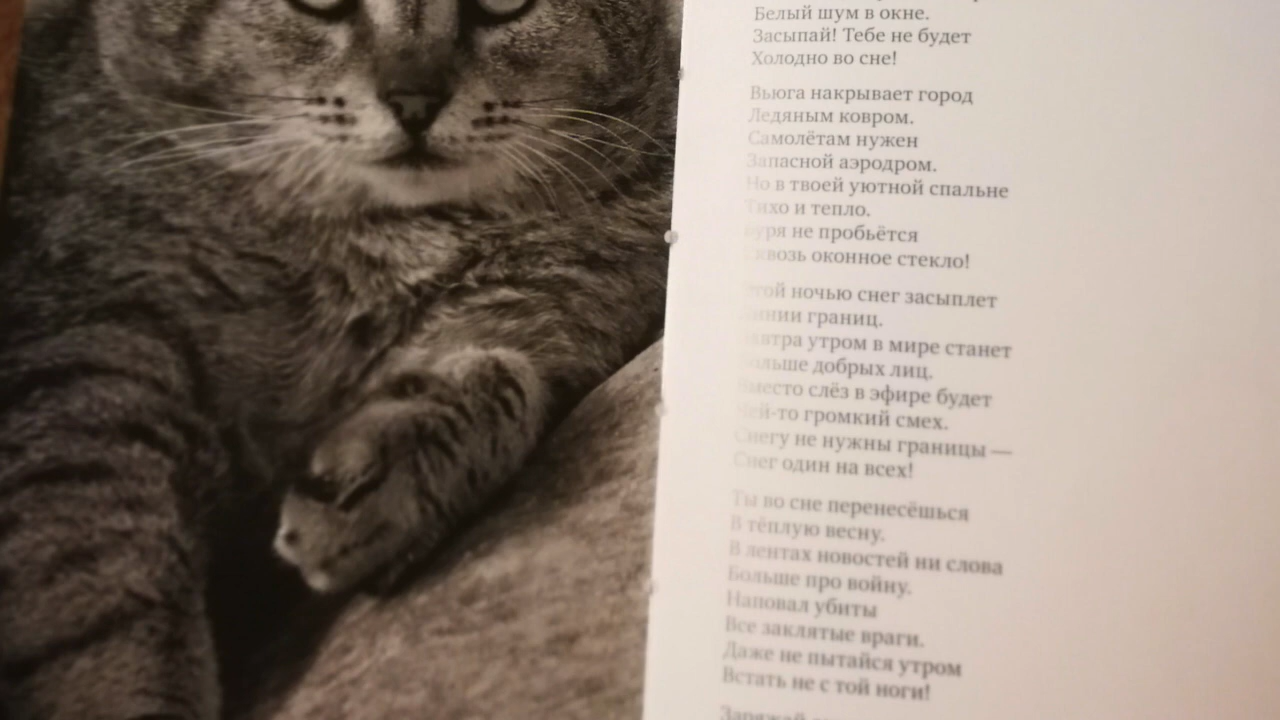 Белый шум в окне.
Засыпай! Тебе не будет
Холодно во сне!
Вьюга накрывает город
Ледяным ковром.
Самолётам нужен
Запасной аэродром.
Но в твоей уютной спальне
Тихо и тепло.
Буря не пробьётся
Сквозь оконное стекло!
Этой ночью снег засыплет
Линии границ.
Завтра утром в мире станет
Больше добрых лиц.
Вместо слёз в эфире будет
Чей-то громкий смех.
Снегу не нужны границы —
Снег один на всех!
Ты во сне перенесёшься
В тёплую весну.
В лентах новостей ни слова
Больше про войну.
Наповал убиты
Все заклятые враги.
Даже не пытайся утром
Встать не с той ноги!